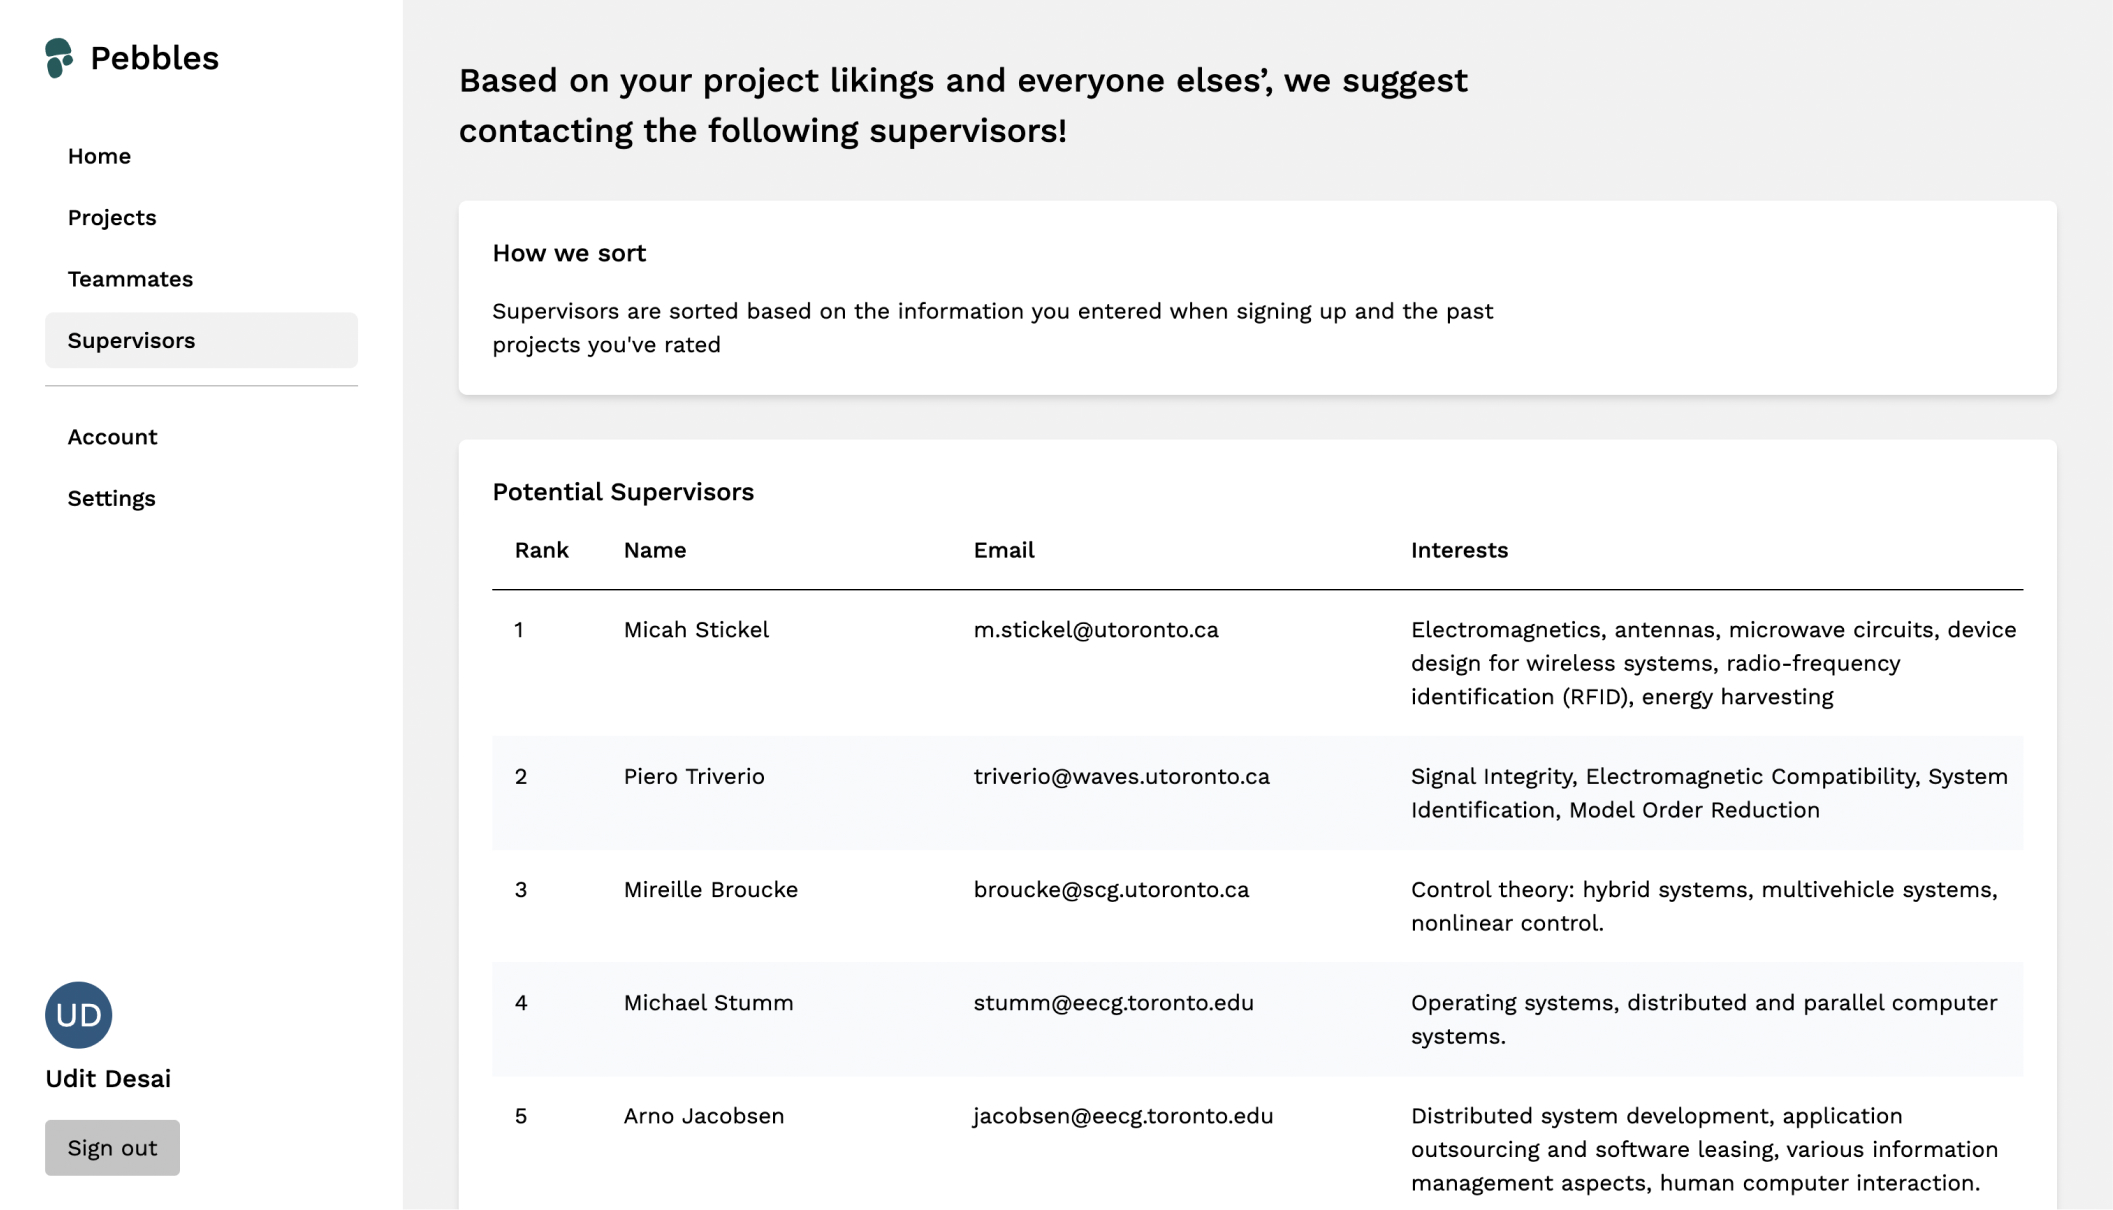 Pebbles
Home
Projects
Teammates
Supervisors
Account
Settings
UD
Udit Desai
Sign out
Based on your project likings and everyone elses’, we suggest
contacting the following supervisors!
How we sort
Supervisors are sorted based on the information you entered when signing up and the past
projects you've rated
Potential Supervisors
Rank Name Email Interests
1 Micah Stickel m.stickel@utoronto.ca Electromagnetics, antennas, microwave circuits, device
design for wireless systems, radio-frequency
identification (RFID), energy harvesting
2 Piero Triverio triverio@waves.utoronto.ca Signal Integrity, Electromagnetic Compatibility, System
Identification, Model Order Reduction
3 Mireille Broucke broucke@scg.utoronto.ca Control theory: hybrid systems, multivehicle systems,
nonlinear control.
4 Michael Stumm stumm@eecg.toronto.edu Operating systems, distributed and parallel computer
systems.
5 Arno Jacobsen jacobsen@eecg.toronto.edu Distributed system development, application
outsourcing and software leasing, various information
management aspects, human computer interaction.